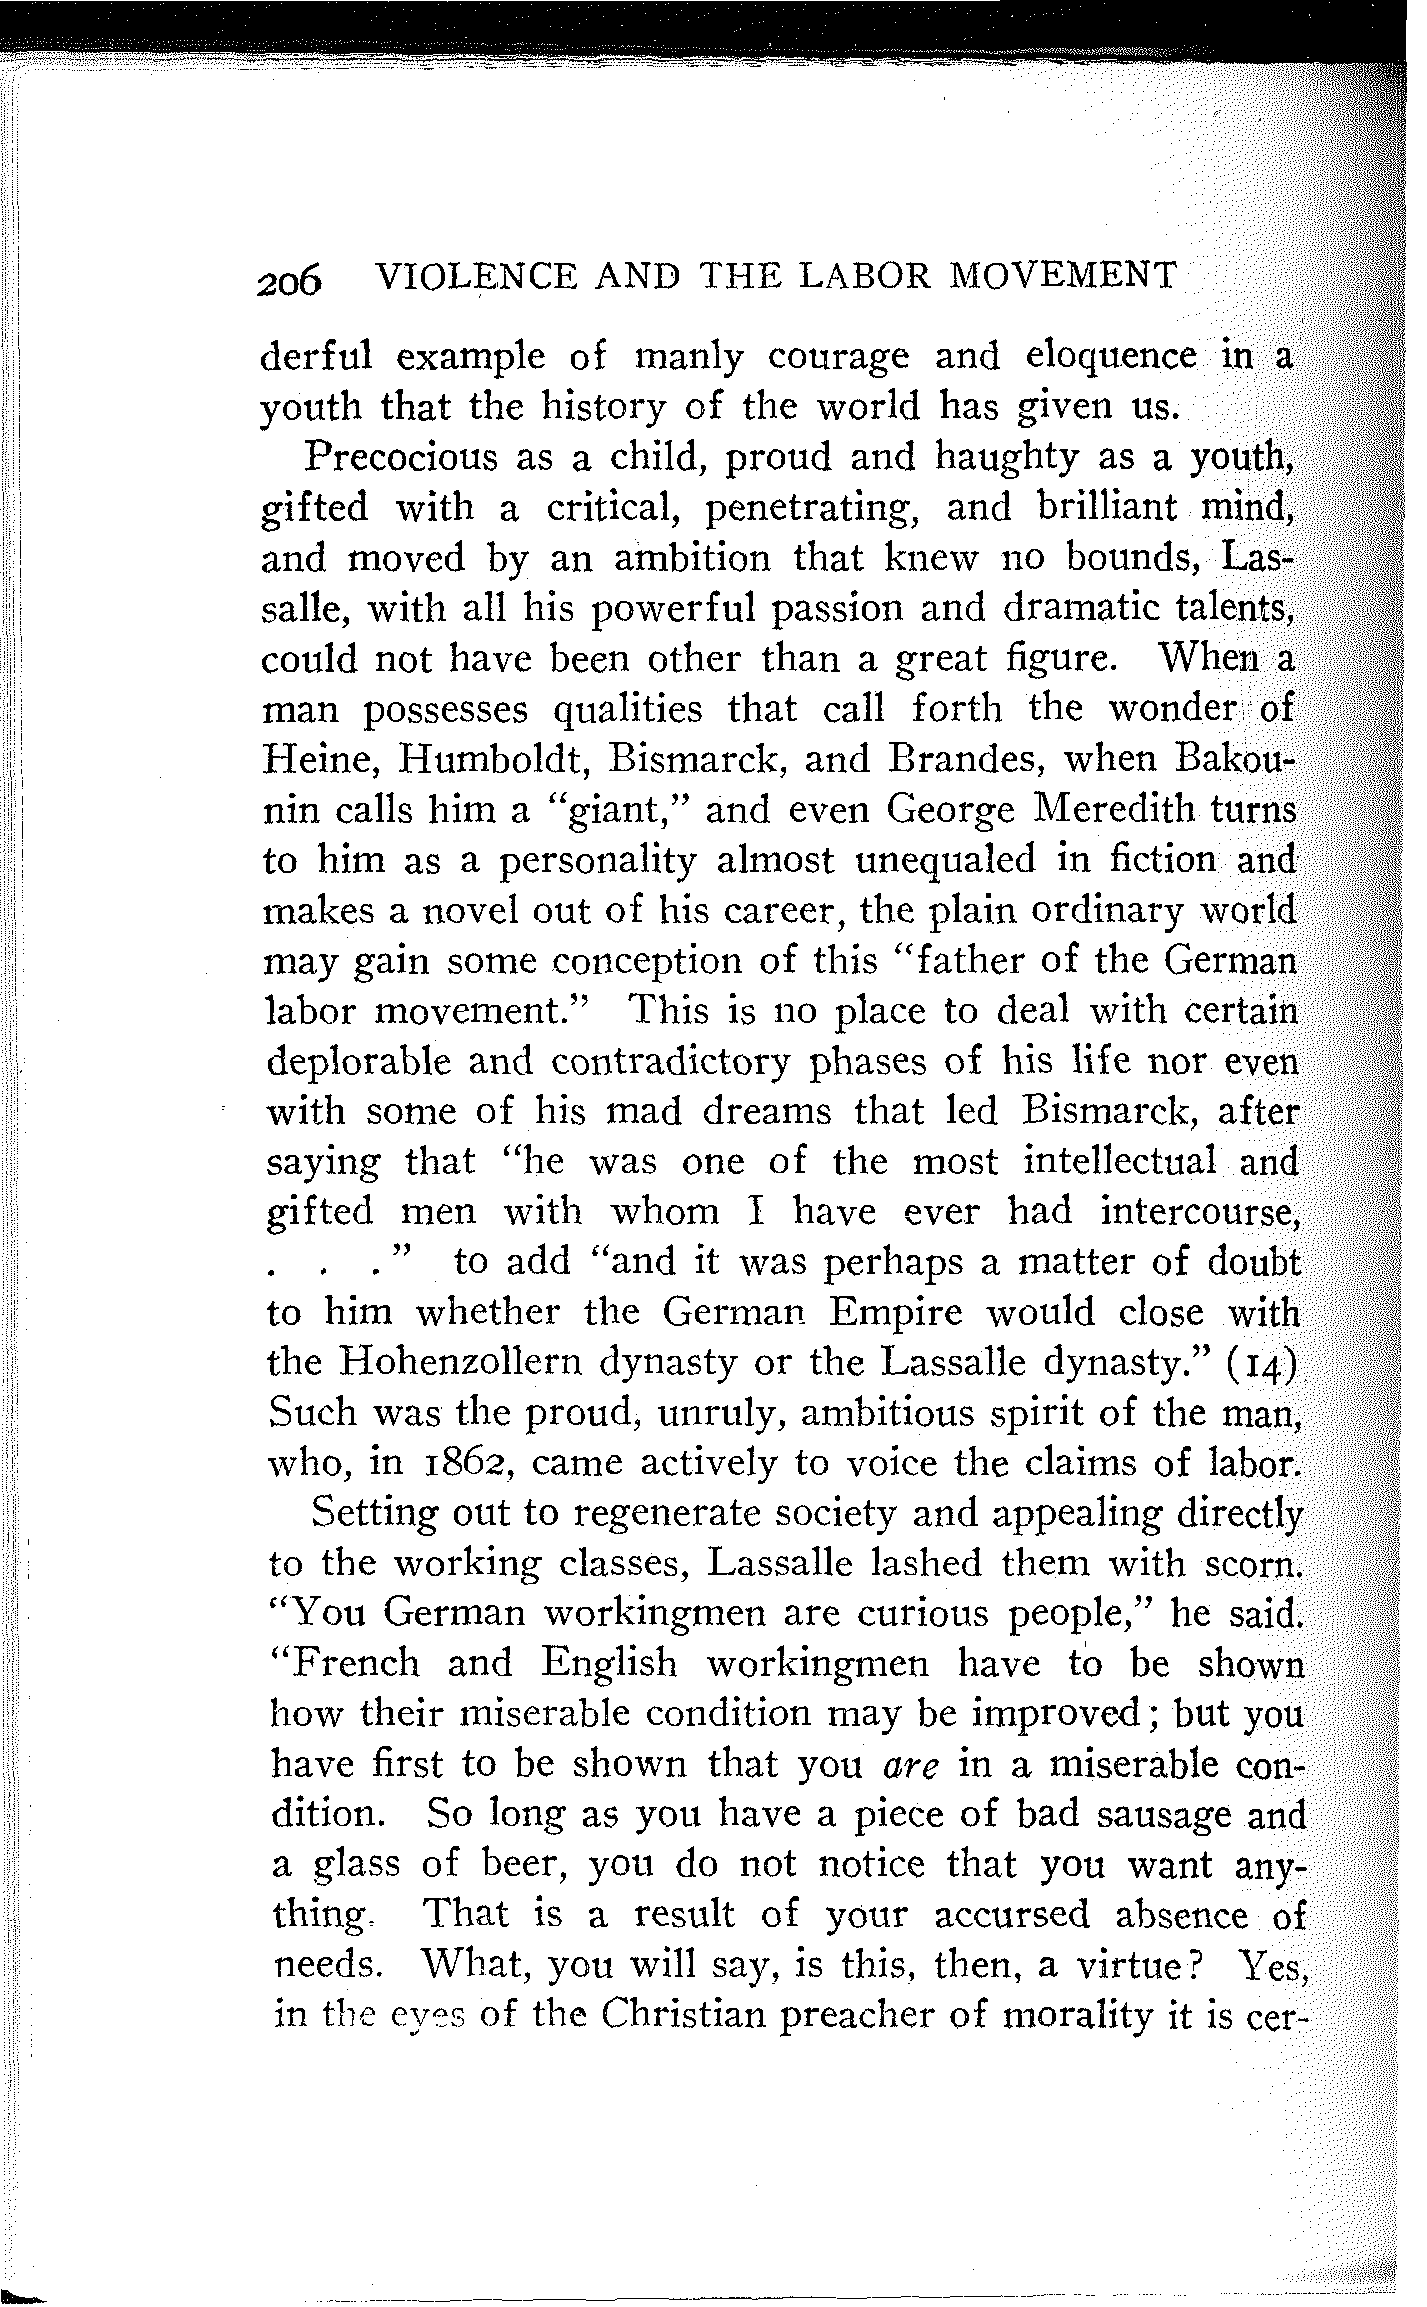 206 VIOLENCE AND THE LABOR MOVEMENT
derful example of manly courage and eloquence in a
youth that the history of the world has given us.
Precocious as a child, proud and haughty as a youth,
gifted with a critical, penetrating, and brilliant mind,
and moved by an ambition that knew no bounds, Las-
salle, with all his powerful passion and dramatic talents,
could not have been other than a great figure. When a
man possesses qualities that call forth the wonder of
Heine, Humboldt, Bismarck, and Brandes, when Bakou-
nin calls him a “giant,” and even George Meredith turns
to him as a personality almost unequaled in fiction and
makes a novel out of his career, the plain ordinary world
may gain some conception of this “father of the German
labor movement.” This is no place to deal with certain
deplorable and contradictory phases of his life nor even
with some of his mad dreams that led Bismarck, after
saying that “he was one of the most intellectual and
gifted men with whom I have ever had intercourse,
. . .” to add “and it was perhaps a matter of doubt
to him whether the German Empire would close with
the Hohenzollern dynasty or the Lassalle dynasty.” (14)
Such was the proud, unruly, ambitious spirit of the man,
who, in 1862, came actively to voice the claims of labor.
Setting out to regenerate society and appealing directly
to the working classes, Lassalle lashed them with scorn.
“You German workingmen are curious people,” he said.
“French and English workingmen have to be shown
how their miserable condition may be improved; but you
have first to be shown that you are in a miserable con-
dition. So long as you have a piece of bad sausage and
a glass of beer, you do not notice that you want any-
thing. That is a result of your accursed absence of
needs. What, you will say, is this, then, a virtue? Yes,
in the eyes of the Christian preacher of morality it is cer-